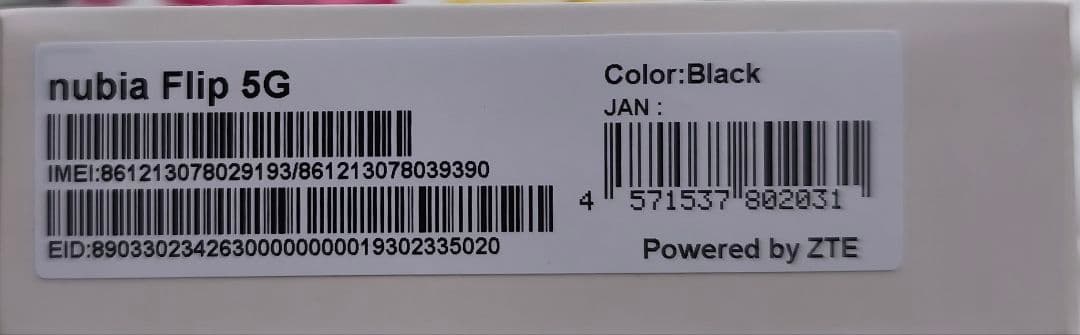 nubia Flip 5G
IMEI:861213078029193/861213078039390
EID:89033023426300000000019302335020
Color:Black
JAN :
4 571537 802031
Powered by ZTE